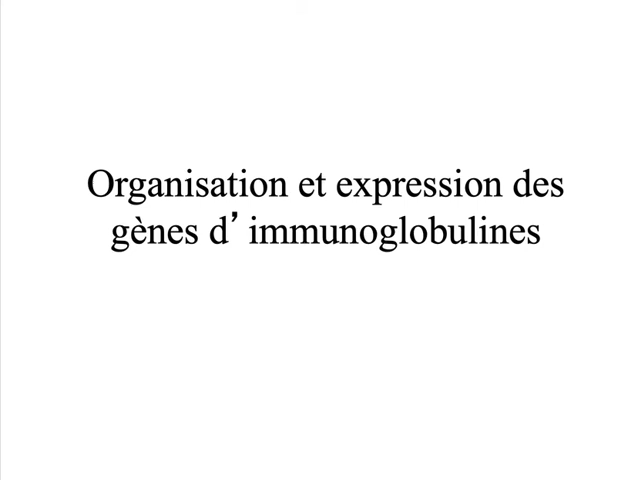 Organisation et expression des
gènes d’ immunoglobulines